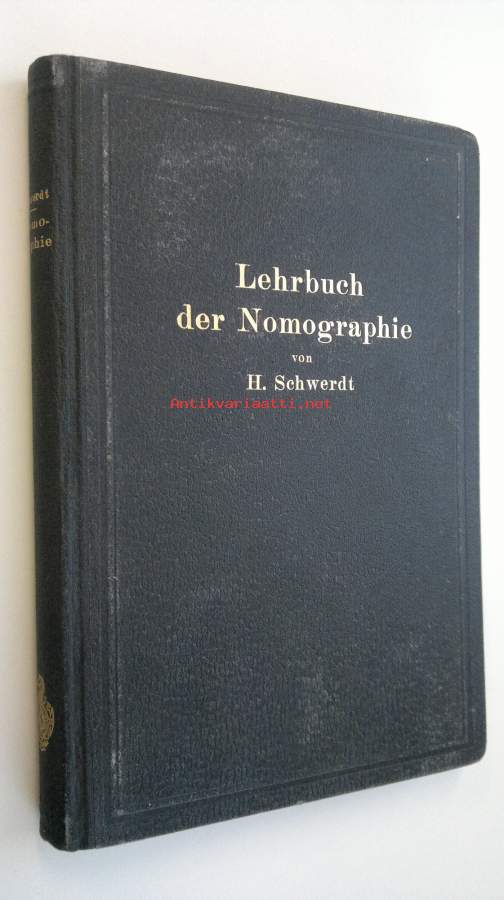 Lehrbuch
der Nomographie
von
H. Schwerdt
Antikvariaatti.net